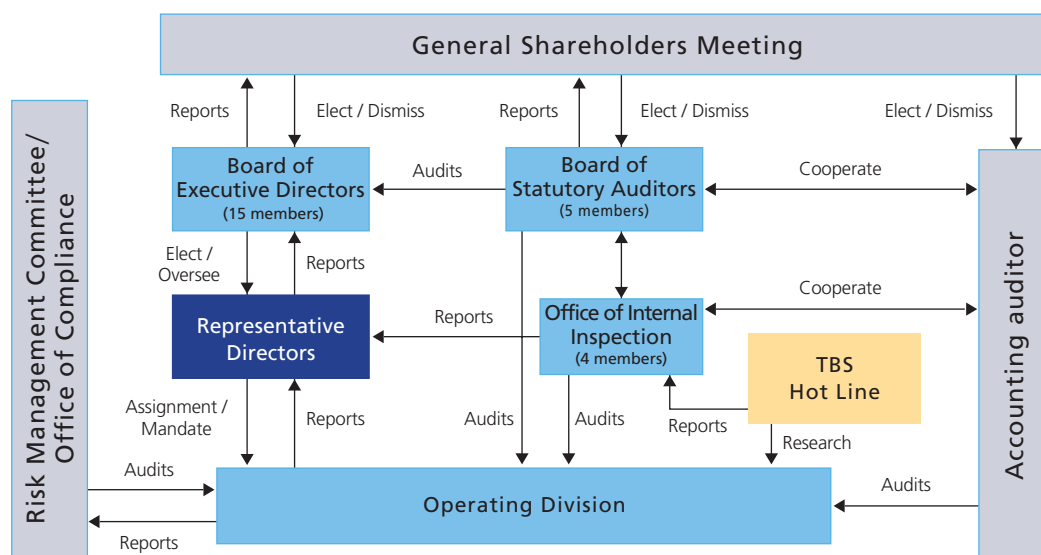 General Shareholders Meeting
Reports
Elect / Dismiss
Reports
Elect / Dismiss
Elect / Dismiss
Risk Management Committee/
Office of Compliance
Board of
Executive Directors
(15 members)
Audits
Board of
Statutory Auditors
(5 members)
Cooperate
Accounting auditor
Elect /
Oversee
Reports
Representative
Directors
Reports
Office of Internal
Inspection
(4 members)
Cooperate
TBS
Hot Line
Assignment /
Mandate
Reports
Audits
Audits
Reports
Research
Audits
Operating Division
Audits
Reports